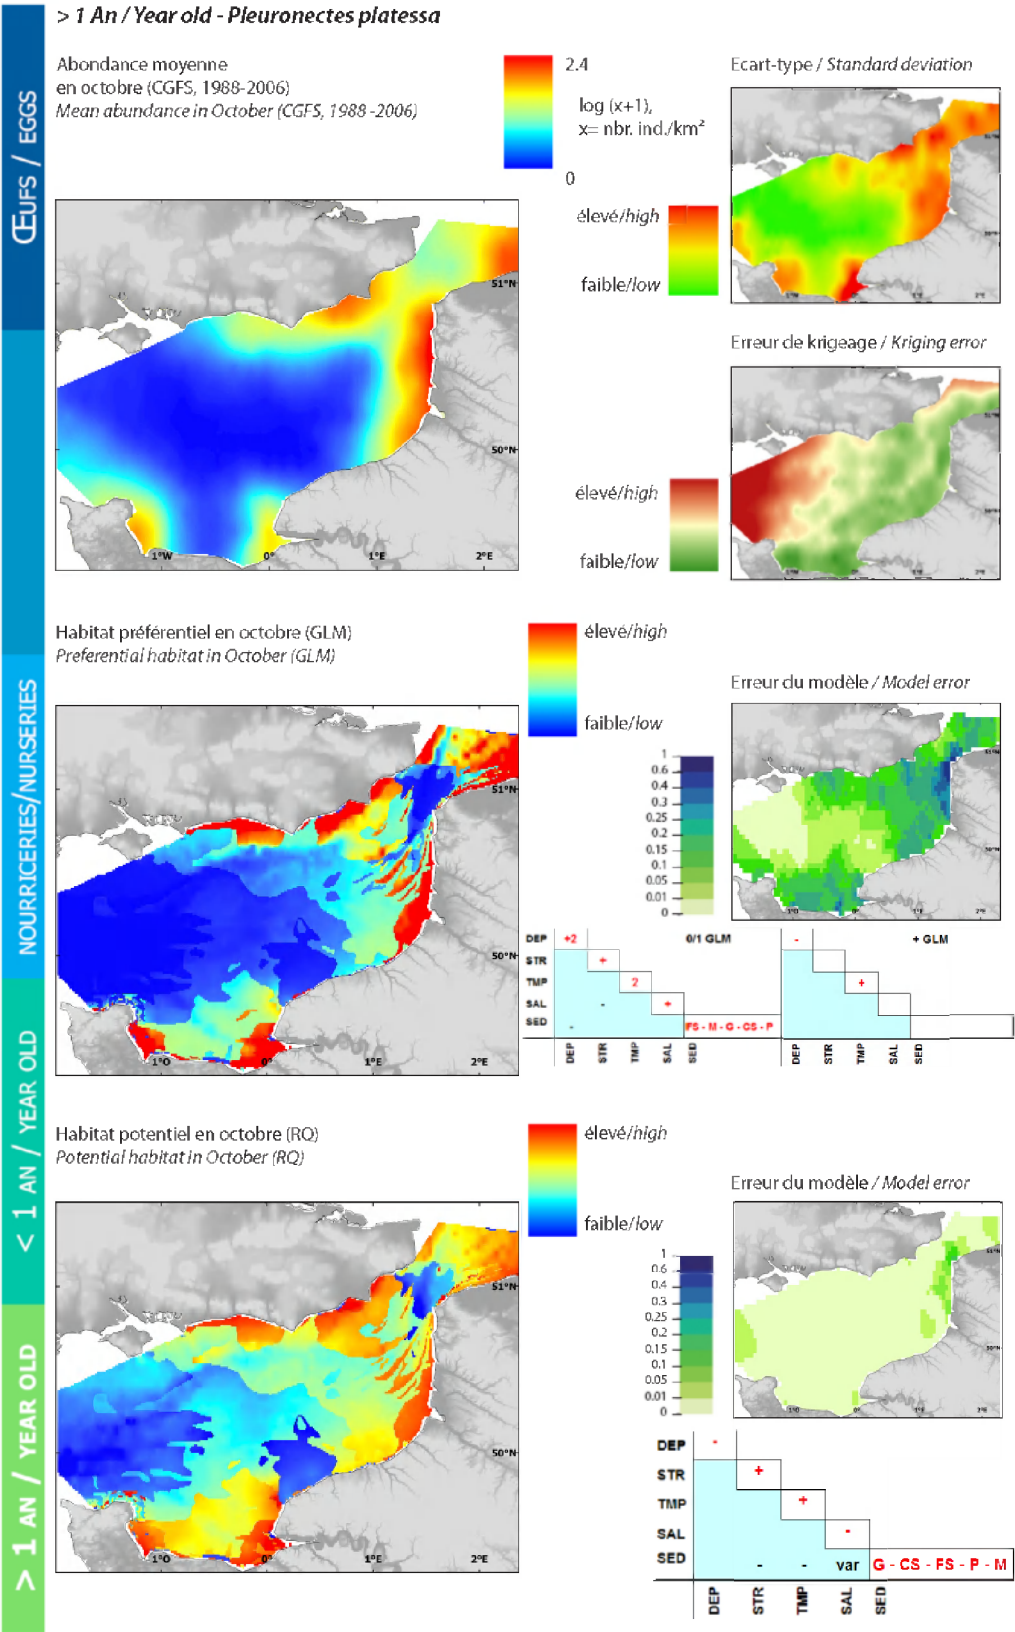 > 1 An / Year old - Pleuronectes platessa
Abondance moyenne
en octobre (CGFS, 1988-2006)
Mean abundance in October (CGFS, 1988 -2006)
2.4
log (x+1),
x= nbr. ind./km²
0
Ecart-type / Standard deviation
élevé/high
faible/low
51°N
50°N
1°W
0°
1°E
2°E
Erreur de krigeage / Kriging error
élevé/high
faible/low
Habitat préférentiel en octobre (GLM)
Preferential habitat in October (GLM)
élevé/high
faible/low
51°N
50°N
1°0
0°
1°E
2°E
Erreur du modèle / Model error
1
0.6
0.4
0.3
0.25
0.2
0.15
0.1
0.05
0.01
0
DEP +2 0/1 GLM - + GLM
STR +
TMP 2 +
SAL - +
SED - FS - M - G - CS - P
DEP STR TMP SAL SED DEP STR TMP SAL SED
Habitat potentiel en octobre (RQ)
Potential habitat in October (RQ)
élevé/high
faible/low
51°N
50°N
1°0
0°
1°E
2°E
Erreur du modèle / Model error
1
0.6
0.4
0.3
0.25
0.2
0.15
0.1
0.05
0.01
0
DEP -
STR +
TMP +
SAL -
SED - - var G - CS - FS - P - M
DEP STR TMP SAL SED
ŒUFS / EGGS
NOURRICERIES/NURSERIES
< 1 AN / YEAR OLD
> 1 AN / YEAR OLD